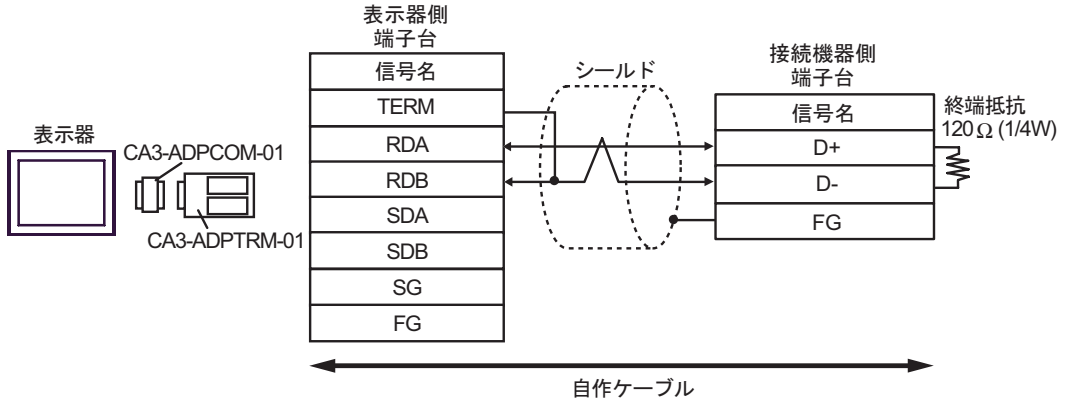 表示器
CA3-ADPCOM-01
CA3-ADPTRM-01
表示器側
端子台
信号名
TERM
RDA
RDB
SDA
SDB
SG
FG
シールド
接続機器側
端子台
信号名
D+
D-
FG
終端抵抗
120Ω (1/4W)
自作ケーブル